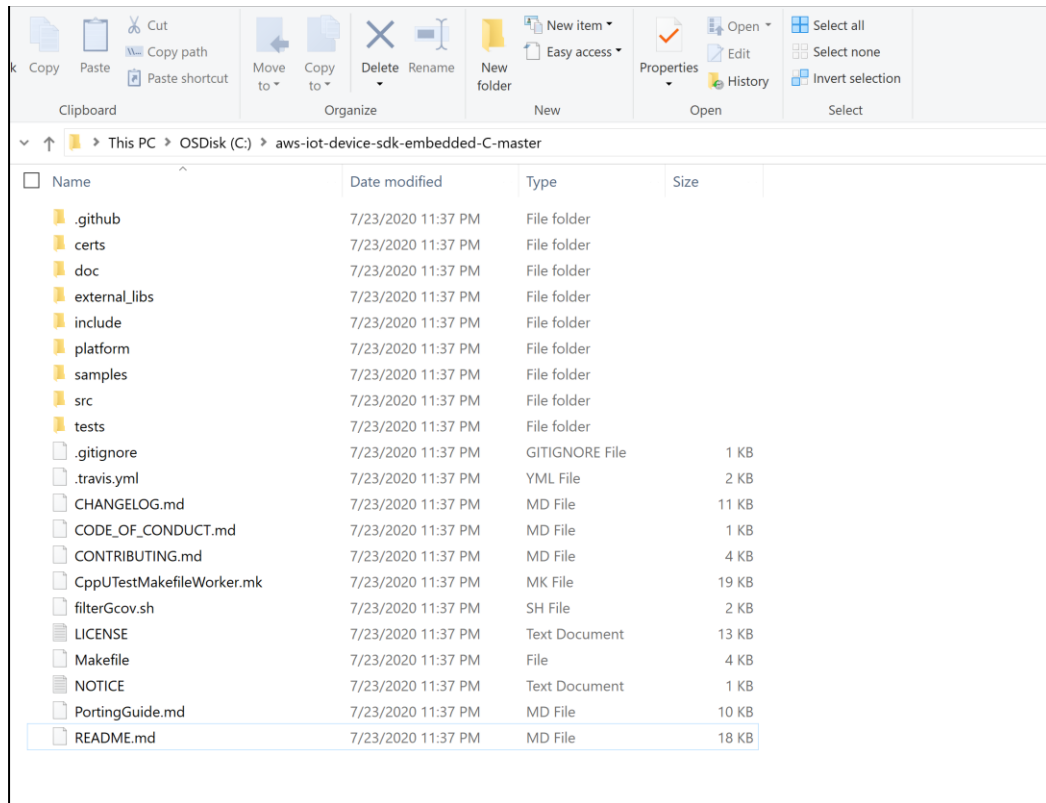 Cut
Copy path
Paste shortcut
k Copy Paste
Clipboard
Move to
Copy to
Delete
Rename
Organize
New folder
New item
Easy access
New
Properties
Open
Edit
History
Open
Select all
Select none
Invert selection
Select
This PC > OSDisk (C:) > aws-iot-device-sdk-embedded-C-master
Name Date modified Type Size
.github 7/23/2020 11:37 PM File folder
certs 7/23/2020 11:37 PM File folder
doc 7/23/2020 11:37 PM File folder
external_libs 7/23/2020 11:37 PM File folder
include 7/23/2020 11:37 PM File folder
platform 7/23/2020 11:37 PM File folder
samples 7/23/2020 11:37 PM File folder
src 7/23/2020 11:37 PM File folder
tests 7/23/2020 11:37 PM File folder
.gitignore 7/23/2020 11:37 PM GITIGNORE File 1 KB
.travis.yml 7/23/2020 11:37 PM YML File 2 KB
CHANGELOG.md 7/23/2020 11:37 PM MD File 11 KB
CODE_OF_CONDUCT.md 7/23/2020 11:37 PM MD File 1 KB
CONTRIBUTING.md 7/23/2020 11:37 PM MD File 4 KB
CppUTestMakefileWorker.mk 7/23/2020 11:37 PM MK File 19 KB
filterGcov.sh 7/23/2020 11:37 PM SH File 2 KB
LICENSE 7/23/2020 11:37 PM Text Document 13 KB
Makefile 7/23/2020 11:37 PM File 4 KB
NOTICE 7/23/2020 11:37 PM Text Document 1 KB
PortingGuide.md 7/23/2020 11:37 PM MD File 10 KB
README.md 7/23/2020 11:37 PM MD File 18 KB